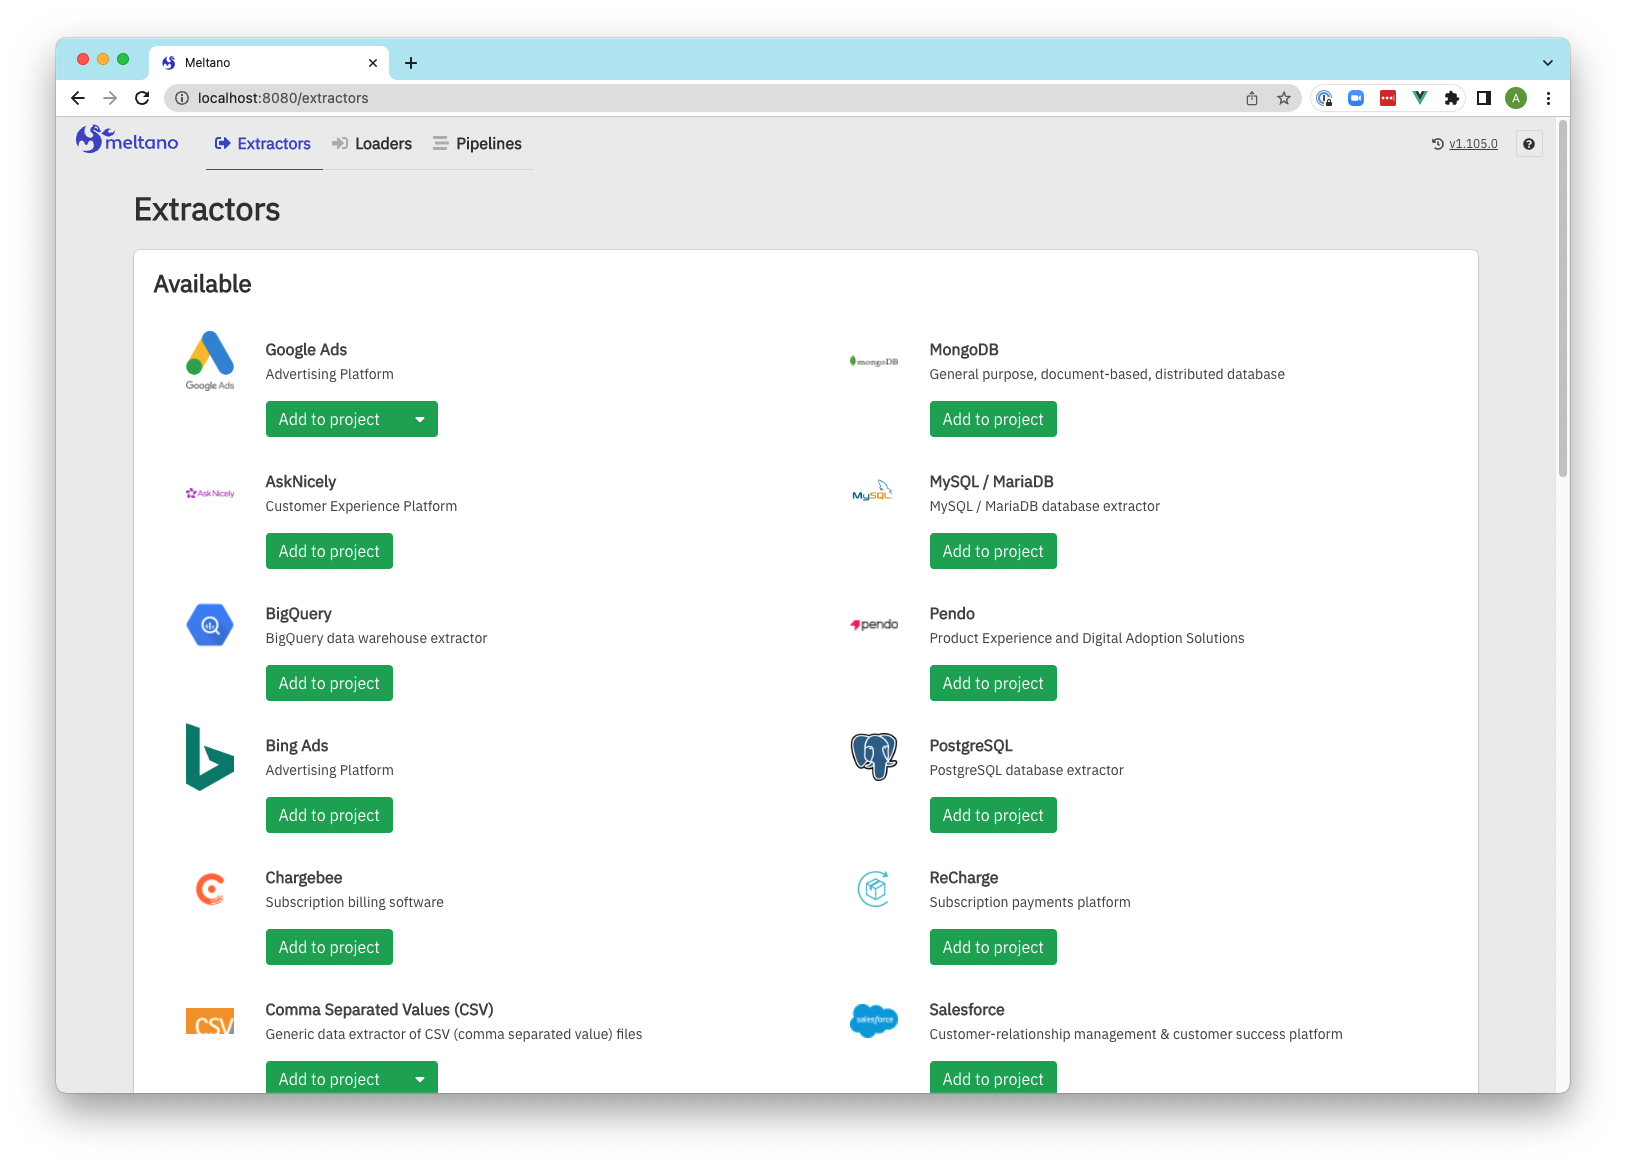 Meltano
localhost:8080/extractors
A
meltano
Extractors
Loaders
Pipelines
v1.105.0
?
Extractors
Available
Google Ads
Google Ads
Advertising Platform
Add to project
mongoDB
MongoDB
General purpose, document-based, distributed database
Add to project
AskNicely
AskNicely
Customer Experience Platform
Add to project
MySQL
MySQL / MariaDB
MySQL / MariaDB database extractor
Add to project
BigQuery
BigQuery data warehouse extractor
Add to project
pendo
Pendo
Product Experience and Digital Adoption Solutions
Add to project
Bing Ads
Advertising Platform
Add to project
PostgreSQL
PostgreSQL database extractor
Add to project
Chargebee
Subscription billing software
Add to project
ReCharge
Subscription payments platform
Add to project
CSV
Comma Separated Values (CSV)
Generic data extractor of CSV (comma separated value) files
Add to project
salesforce
Salesforce
Customer-relationship management & customer success platform
Add to project